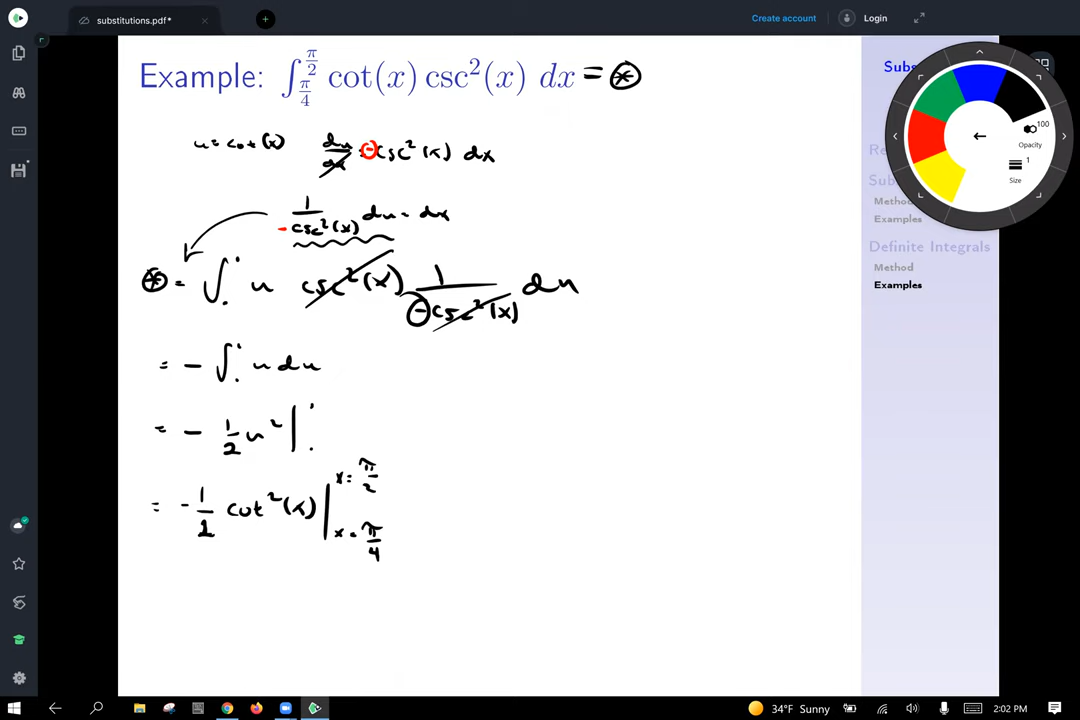 substitutions.pdf*
Create account
Login
Example: ∫_{π/4}^{π/2} cot(x) csc²(x) dx = ⊛
u = cot(x) du/dx = -csc²(x) dx
-1/csc²(x) du = dx
⊛ = ∫ u csc²(x) 1/-csc²(x) du
= - ∫ u du
= - 1/2 u² |
= -1/2 cot²(x) | x = π/2
x = π/4
100
Opacity
1
Size
Method
Examples
Definite Integrals
Method
Examples
34°F Sunny
2:02 PM